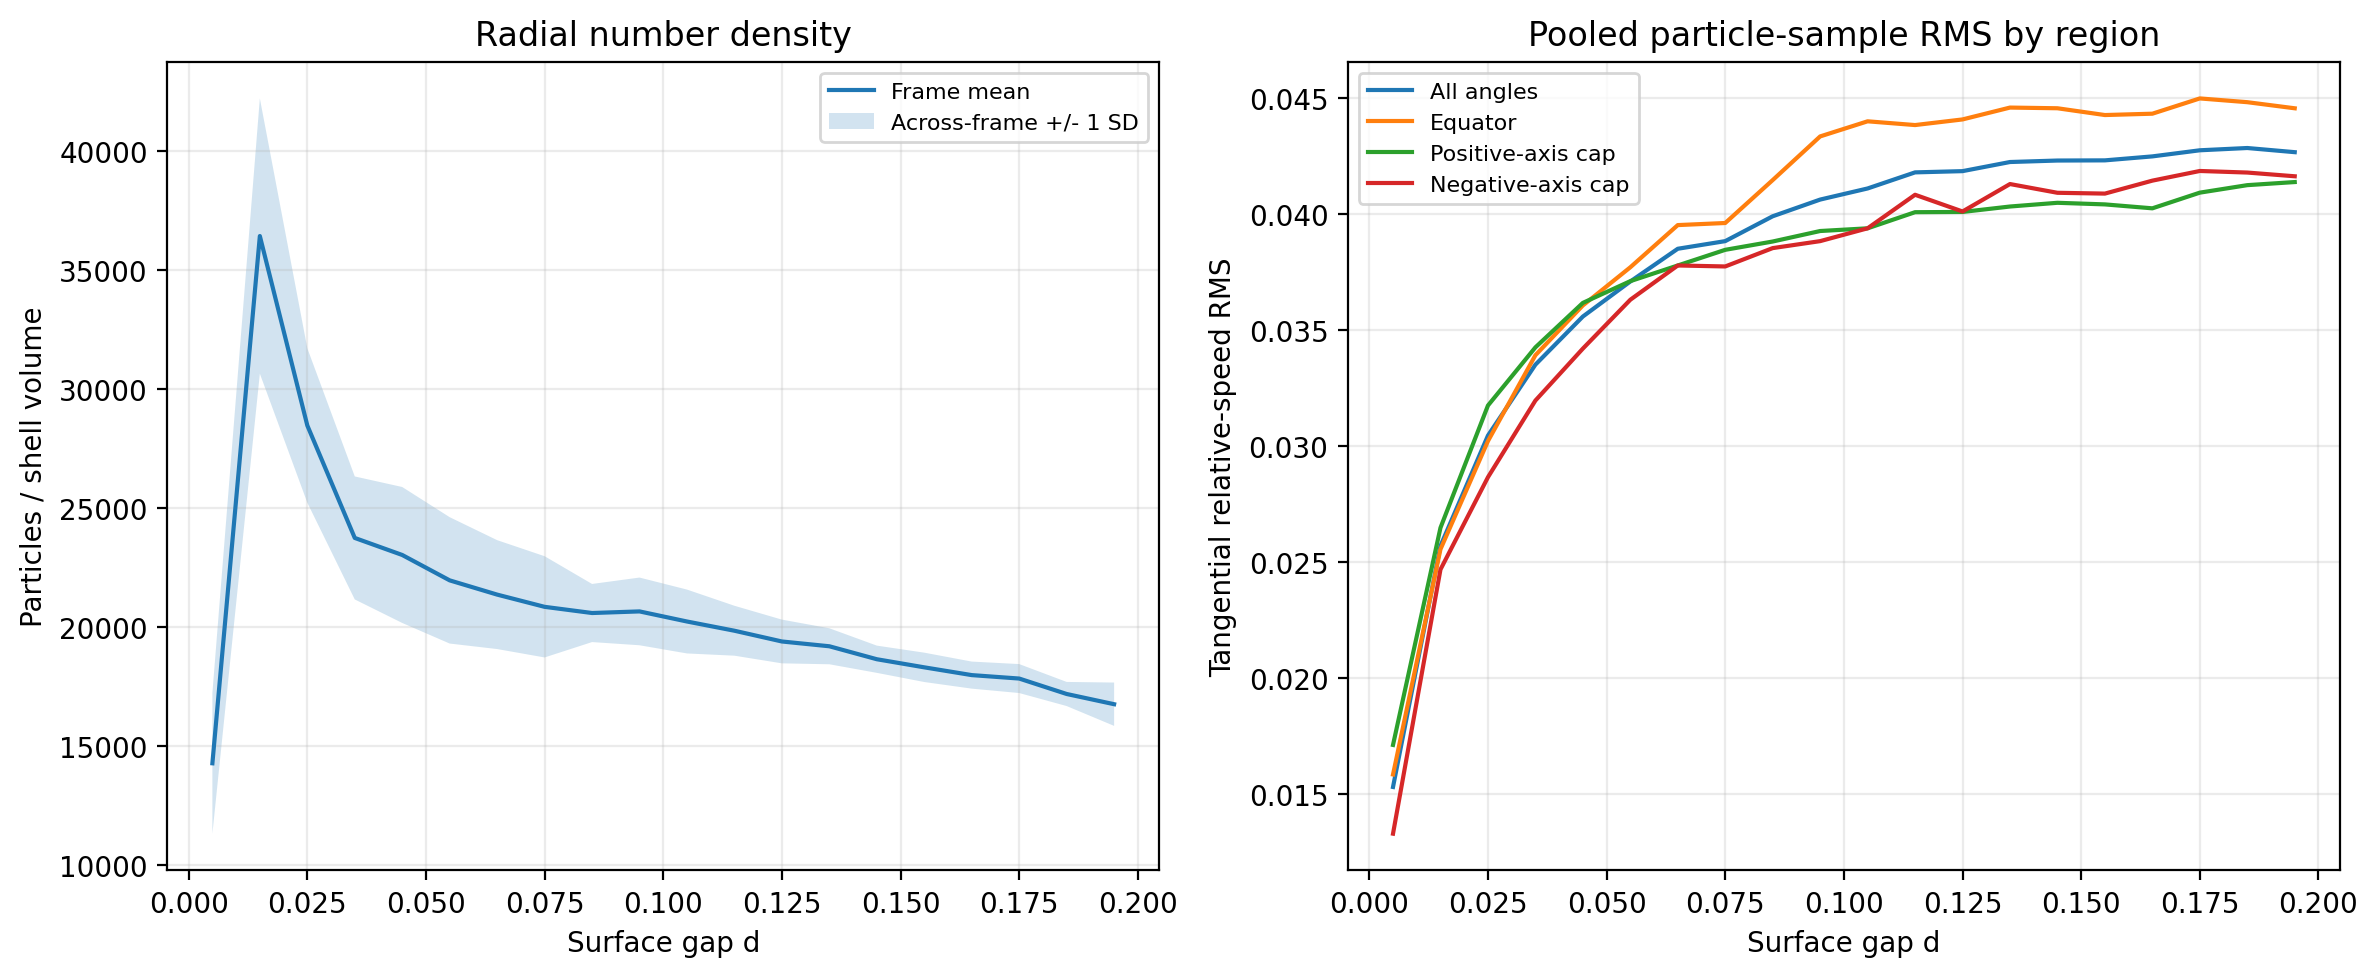 Radial number density
Frame mean
Across-frame +/- 1 SD
Particles / shell volume
40000
35000
30000
25000
20000
15000
10000
0.000 0.025 0.050 0.075 0.100 0.125 0.150 0.175 0.200
Surface gap d
Pooled particle-sample RMS by region
All angles
Equator
Positive-axis cap
Negative-axis cap
Tangential relative-speed RMS
0.045
0.040
0.035
0.030
0.025
0.020
0.015
0.000 0.025 0.050 0.075 0.100 0.125 0.150 0.175 0.200
Surface gap d